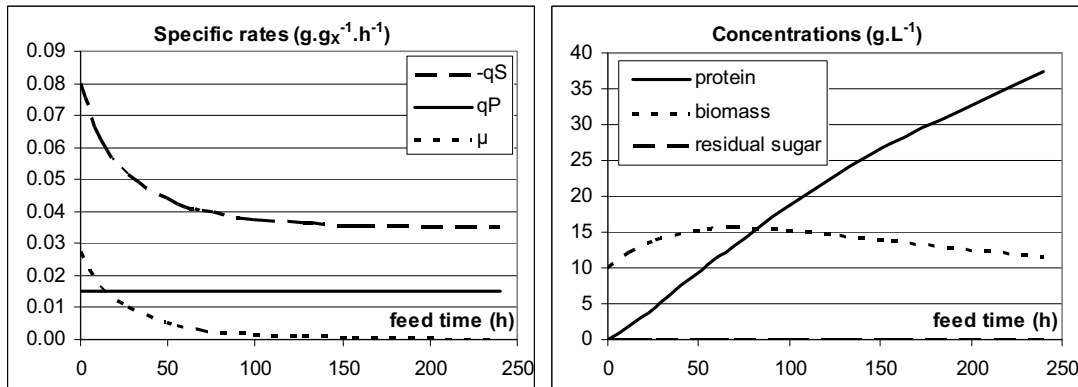 Specific rates (g.gX-1.h-1)
0.09
0.08
0.07
0.06
0.05
0.04
0.03
0.02
0.01
0.00
-qS
qP
µ
feed time (h)
0 50 100 150 200 250
Concentrations (g.L-1)
40
35
30
25
20
15
10
5
0
protein
biomass
residual sugar
feed time (h)
0 50 100 150 200 250